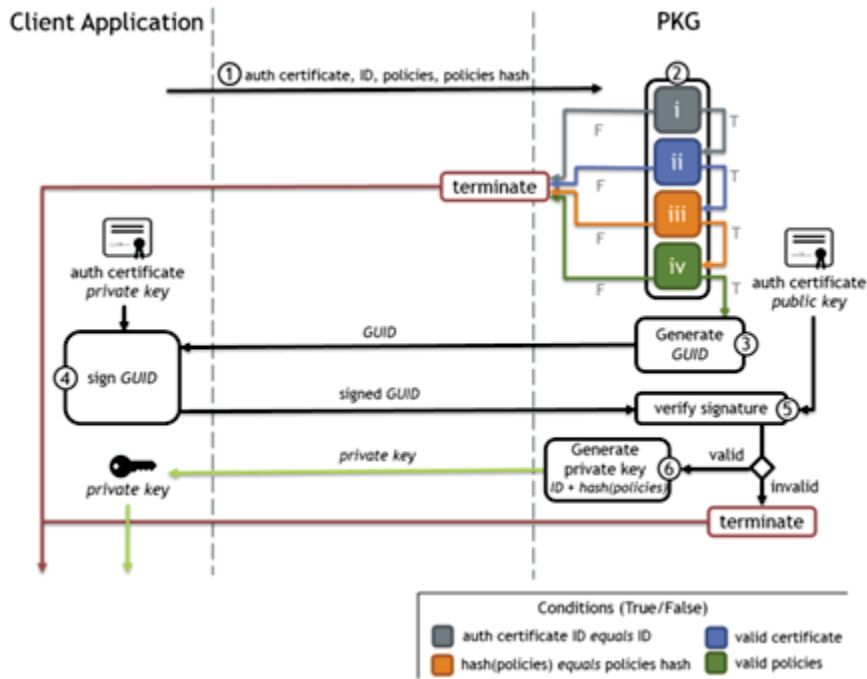 Client Application
PKG
① auth certificate, ID, policies, policies hash
②
i
F
T
ii
F
T
terminate
iii
F
T
iv
F
T
auth certificate
private key
auth certificate
public key
GUID
Generate
GUID
③
④
sign GUID
signed GUID
verify signature
⑤
private key
Generate
private key
ID + hash(policies)
⑥
valid
invalid
private key
terminate
Conditions (True/False)
auth certificate ID equals ID
valid certificate
hash(policies) equals policies hash
valid policies